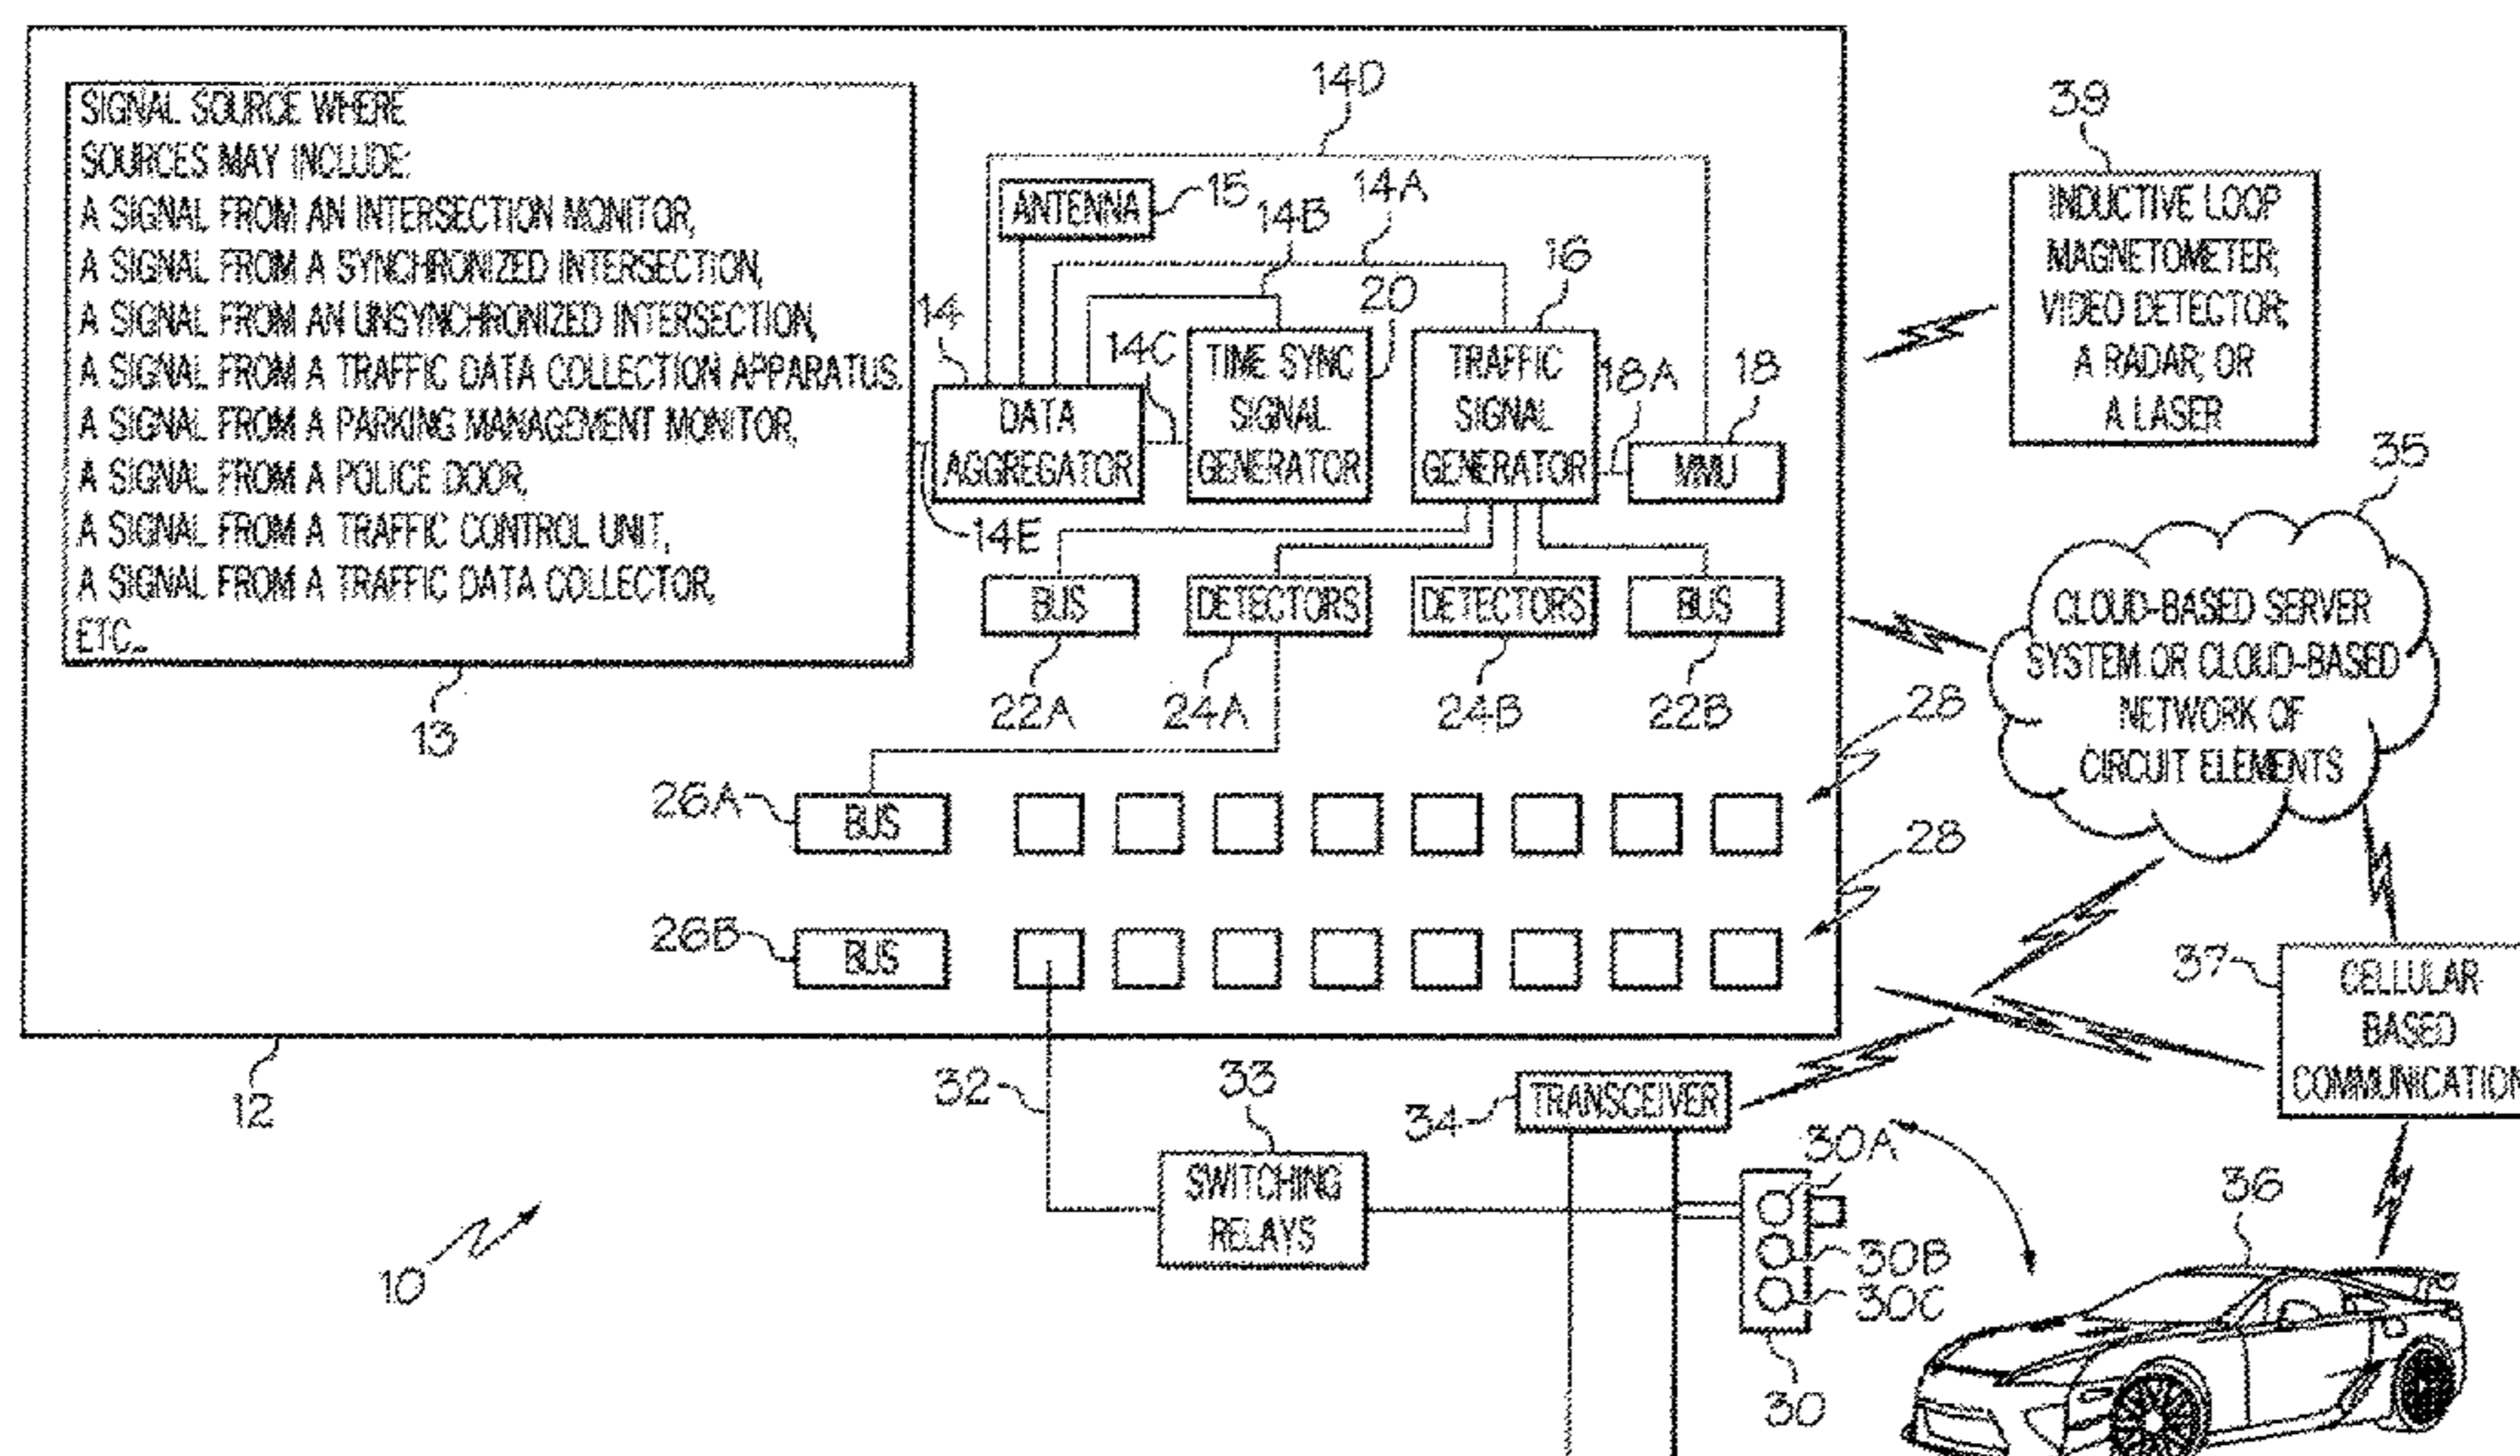 SIGNAL SOURCE WHERE
SOURCES MAY INCLUDE:
A SIGNAL FROM AN INTERSECTION MONITOR,
A SIGNAL FROM A SYNCHRONIZED INTERSECTION,
A SIGNAL FROM AN UNSYNCHRONIZED INTERSECTION,
A SIGNAL FROM A TRAFFIC DATA COLLECTION APPARATUS.
A SIGNAL FROM A PARKING MANAGEMENT MONITOR,
A SIGNAL FROM A POLICE DOOR,
A SIGNAL FROM A TRAFFIC CONTROL UNIT,
A SIGNAL FROM A TRAFFIC DATA COLLECTOR,
ETC..
13
14D
ANTENNA
15
14B
14A
16
20
14
14C
DATA
AGGREGATOR
14E
TIME SYNC
SIGNAL
GENERATOR
TRAFFIC
SIGNAL
GENERATOR
18A
18
MMU
BUS
DETECTORS
DETECTORS
BUS
22A
24A
24B
22B
28
26A
BUS
28
26B
BUS
12
39
INDUCTIVE LOOP
MAGNETOMETER;
VIDEO DETECTOR;
A RADAR; OR
A LASER
35
CLOUD-BASED SERVER
SYSTEM OR CLOUD-BASED
NETWORK OF
CIRCUIT ELEMENTS
37
CELLULAR-
BASED
COMMUNICATION
32
33
SWITCHING
RELAYS
34
TRANSCEIVER
30A
30B
30C
30
36
10